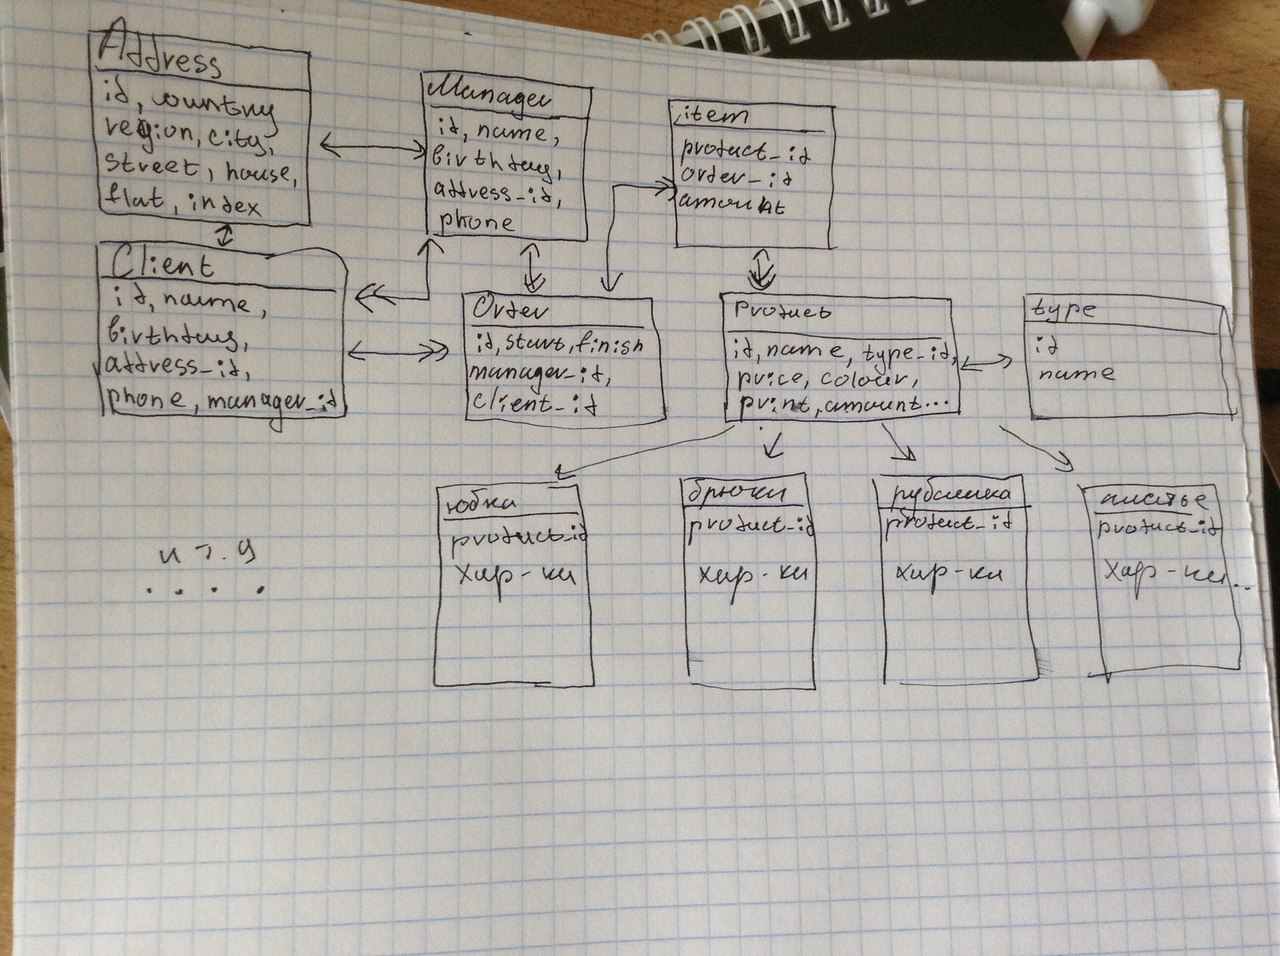 Address
id, country
region, city,
street, house,
flat, index
Manager
id, name,
birthday,
address_id,
phone
item
product_id
order_id
amount
Client
id, name,
birthday,
address_id,
phone, manager_id
Order
id, start, finish
manager_id,
client_id
Product
id, name, type_id,
price, colour,
print, amount...
type
id
name
юбка
product_id
хар-ки
брюки
product_id
хар-ки
рубашка
product_id
хар-ки
платье
product_id
хар-ки...
и т. д
. . . .